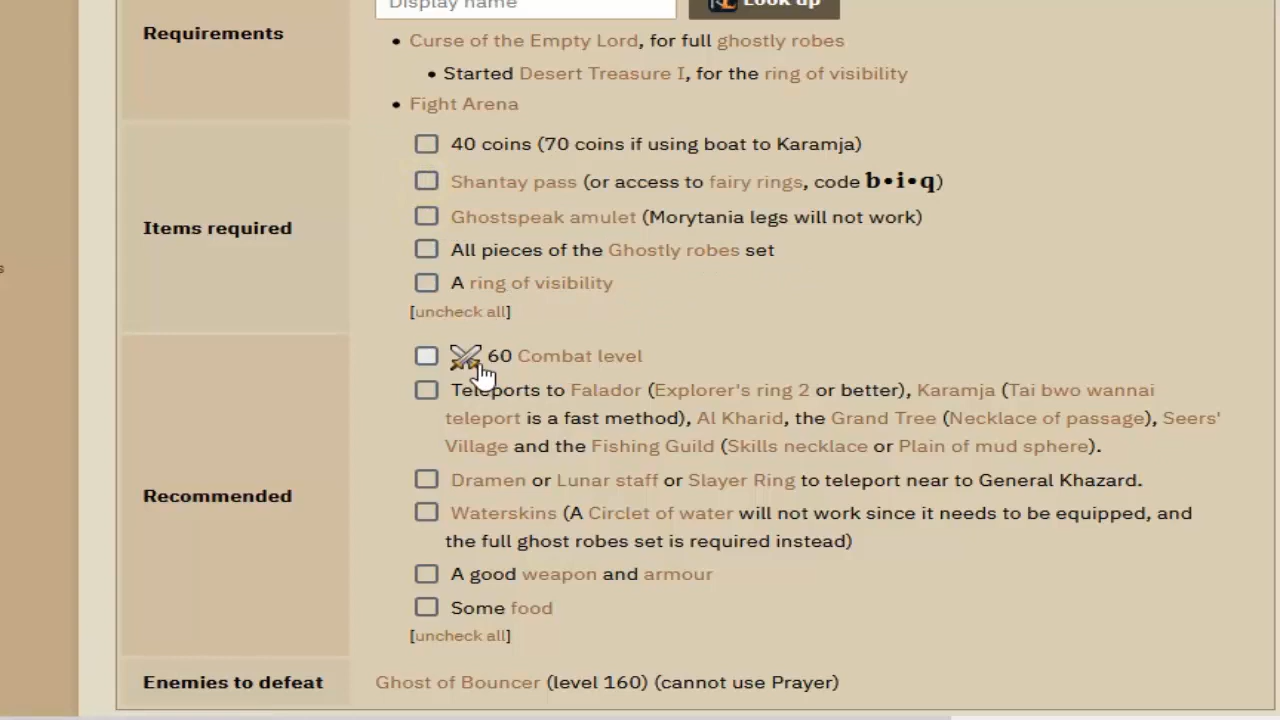 Display name
Look up
Requirements
• Curse of the Empty Lord, for full ghostly robes
• Started Desert Treasure I, for the ring of visibility
• Fight Arena
Items required
40 coins (70 coins if using boat to Karamja)
Shantay pass (or access to fairy rings, code b•i•q)
Ghostspeak amulet (Morytania legs will not work)
All pieces of the Ghostly robes set
A ring of visibility
[uncheck all]
Recommended
60 Combat level
Teleports to Falador (Explorer's ring 2 or better), Karamja (Tai bwo wannai
teleport is a fast method), Al Kharid, the Grand Tree (Necklace of passage), Seers'
Village and the Fishing Guild (Skills necklace or Plain of mud sphere).
Dramen or Lunar staff or Slayer Ring to teleport near to General Khazard.
Waterskins (A Circlet of water will not work since it needs to be equipped, and
the full ghost robes set is required instead)
A good weapon and armour
Some food
[uncheck all]
Enemies to defeat
Ghost of Bouncer (level 160) (cannot use Prayer)